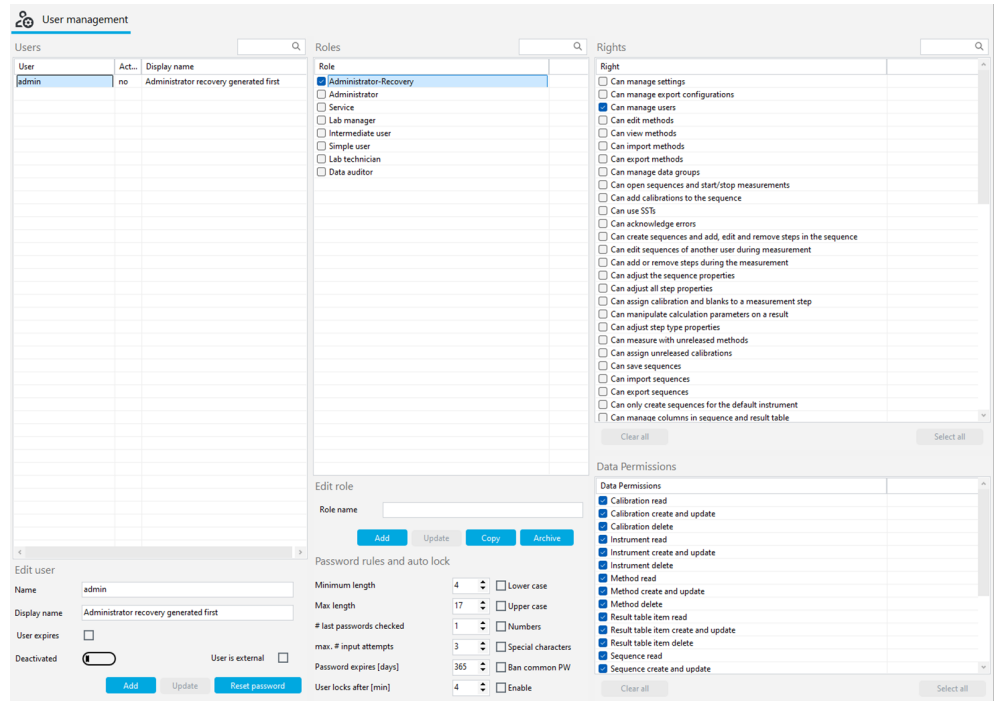 User management
Users
User Act... Display name
admin no Administrator recovery generated first
Edit user
Name admin
Display name Administrator recovery generated first
User expires
Deactivated User is external
Add Update Reset password
Roles
Role
Administrator-Recovery
Administrator
Service
Lab manager
Intermediate user
Simple user
Lab technician
Data auditor
Edit role
Role name
Add Update Copy Archive
Password rules and auto lock
Minimum length 4 Lower case
Max length 17 Upper case
# last passwords checked 1 Numbers
max. # input attempts 3 Special characters
Password expires [days] 365 Ban common PW
User locks after [min] 4 Enable
Rights
Right
Can manage settings
Can manage export configurations
Can manage users
Can edit methods
Can view methods
Can import methods
Can export methods
Can manage data groups
Can open sequences and start/stop measurements
Can add calibrations to the sequence
Can use SSTs
Can acknowledge errors
Can create sequences and add, edit and remove steps in the sequence
Can edit sequences of another user during measurement
Can add or remove steps during the measurement
Can adjust the sequence properties
Can adjust all step properties
Can assign calibration and blanks to a measurement step
Can manipulate calculation parameters on a result
Can adjust step type properties
Can measure with unreleased methods
Can assign unreleased calibrations
Can save sequences
Can import sequences
Can export sequences
Can only create sequences for the default instrument
Can manage columns in sequence and result table
Clear all Select all
Data Permissions
Data Permissions
Calibration read
Calibration create and update
Calibration delete
Instrument read
Instrument create and update
Instrument delete
Method read
Method create and update
Method delete
Result table item read
Result table item create and update
Result table item delete
Sequence read
Sequence create and update
Clear all Select all